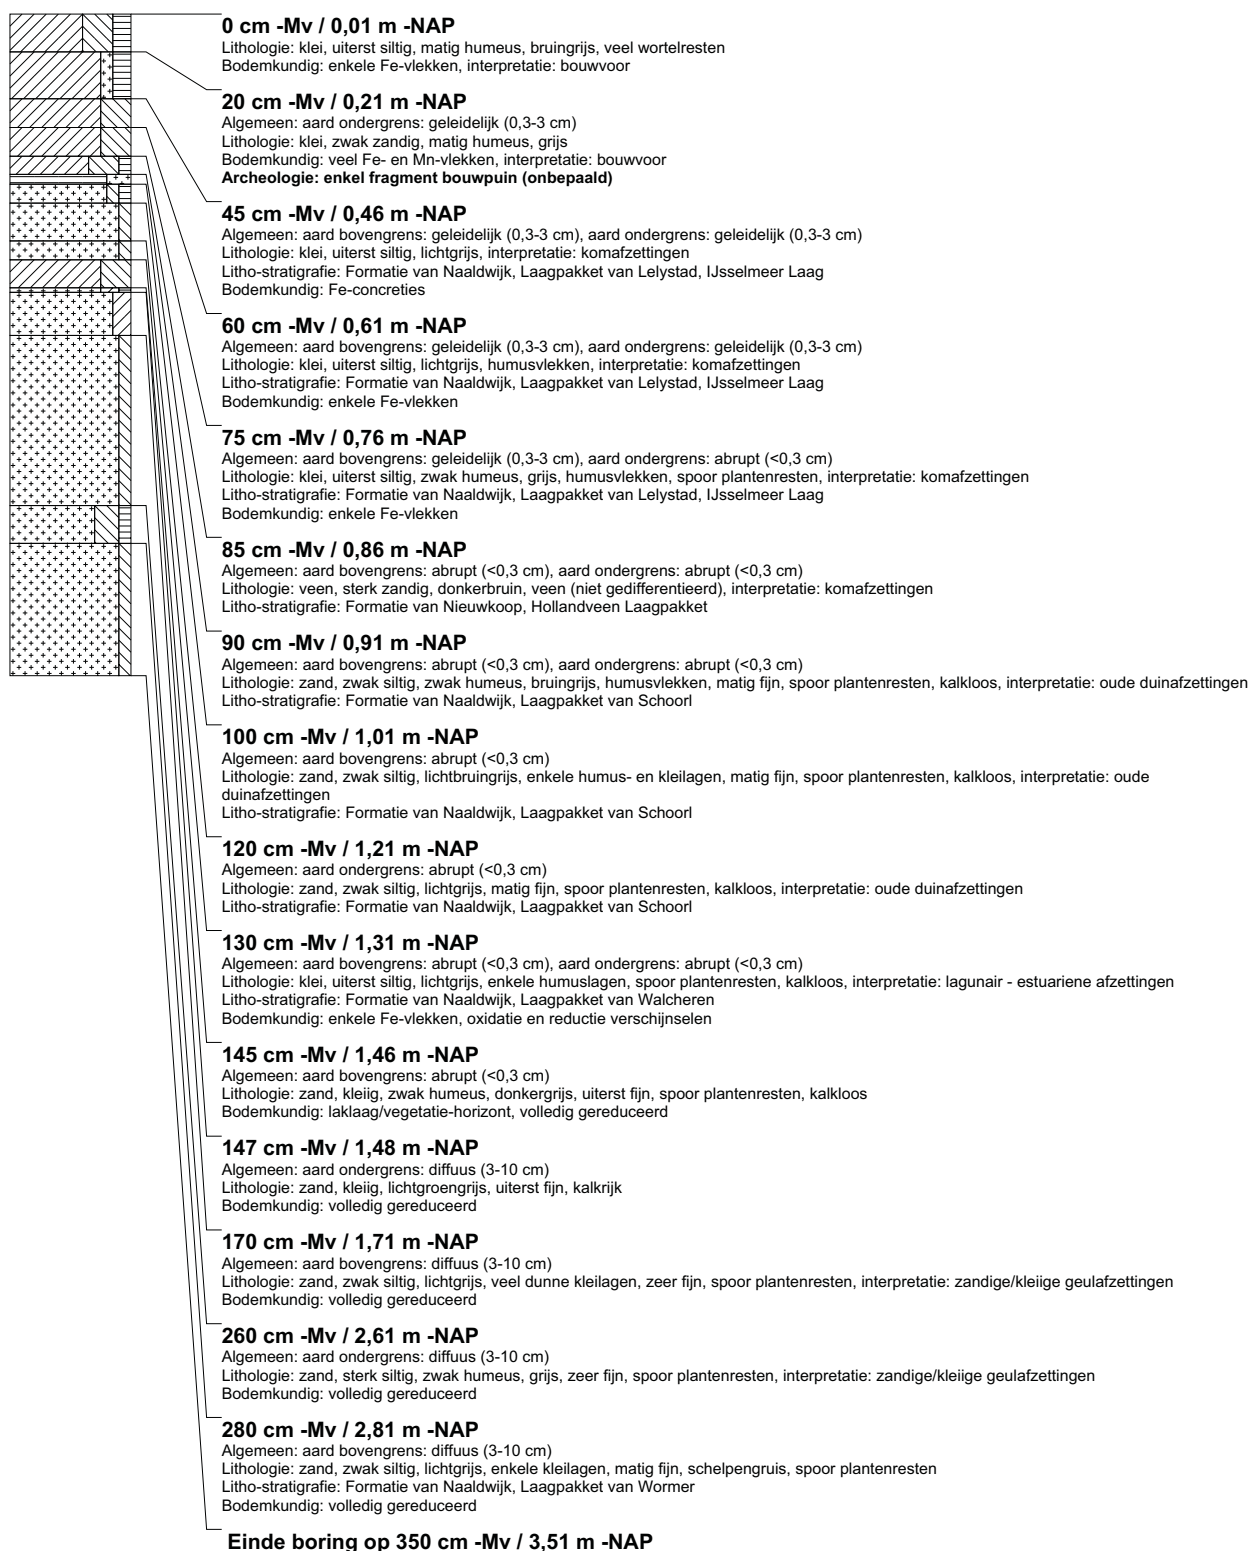 0 cm -Mv / 0,01 m -NAP
Lithologie: klei, uiterst siltig, matig humeus, bruingrijs, veel wortelresten
Bodemkundig: enkele Fe-vlekken, interpretatie: bouwvoor
20 cm -Mv / 0,21 m -NAP
Algemeen: aard ondergrens: geleidelijk (0,3-3 cm)
Lithologie: klei, zwak zandig, matig humeus, grijs
Bodemkundig: veel Fe- en Mn-vlekken, interpretatie: bouwvoor
Archeologie: enkel fragment bouwpuin (onbepaald)
45 cm -Mv / 0,46 m -NAP
Algemeen: aard bovengrens: geleidelijk (0,3-3 cm), aard ondergrens: geleidelijk (0,3-3 cm)
Lithologie: klei, uiterst siltig, lichtgrijs, interpretatie: komafzettingen
Litho-stratigrafie: Formatie van Naaldwijk, Laagpakket van Lelystad, IJsselmeer Laag
Bodemkundig: Fe-concreties
60 cm -Mv / 0,61 m -NAP
Algemeen: aard bovengrens: geleidelijk (0,3-3 cm), aard ondergrens: geleidelijk (0,3-3 cm)
Lithologie: klei, uiterst siltig, lichtgrijs, humusvlekken, interpretatie: komafzettingen
Litho-stratigrafie: Formatie van Naaldwijk, Laagpakket van Lelystad, IJsselmeer Laag
Bodemkundig: enkele Fe-vlekken
75 cm -Mv / 0,76 m -NAP
Algemeen: aard bovengrens: geleidelijk (0,3-3 cm), aard ondergrens: abrupt (<0,3 cm)
Lithologie: klei, uiterst siltig, zwak humeus, grijs, humusvlekken, spoor plantenresten, interpretatie: komafzettingen
Litho-stratigrafie: Formatie van Naaldwijk, Laagpakket van Lelystad, IJsselmeer Laag
Bodemkundig: enkele Fe-vlekken
85 cm -Mv / 0,86 m -NAP
Algemeen: aard bovengrens: abrupt (<0,3 cm), aard ondergrens: abrupt (<0,3 cm)
Lithologie: veen, sterk zandig, donkerbruin, veen (niet gedifferentieerd), interpretatie: komafzettingen
Litho-stratigrafie: Formatie van Nieuwkoop, Hollandveen Laagpakket
90 cm -Mv / 0,91 m -NAP
Algemeen: aard bovengrens: abrupt (<0,3 cm), aard ondergrens: abrupt (<0,3 cm)
Lithologie: zand, zwak siltig, zwak humeus, bruingrijs, humusvlekken, matig fijn, spoor plantenresten, kalkloos, interpretatie: oude duinafzettingen
Litho-stratigrafie: Formatie van Naaldwijk, Laagpakket van Schoorl
100 cm -Mv / 1,01 m -NAP
Algemeen: aard bovengrens: abrupt (<0,3 cm)
Lithologie: zand, zwak siltig, lichtbruingrijs, enkele humus- en kleilagen, matig fijn, spoor plantenresten, kalkloos, interpretatie: oude
duinafzettingen
Litho-stratigrafie: Formatie van Naaldwijk, Laagpakket van Schoorl
120 cm -Mv / 1,21 m -NAP
Algemeen: aard ondergrens: abrupt (<0,3 cm)
Lithologie: zand, zwak siltig, lichtgrijs, matig fijn, spoor plantenresten, kalkloos, interpretatie: oude duinafzettingen
Litho-stratigrafie: Formatie van Naaldwijk, Laagpakket van Schoorl
130 cm -Mv / 1,31 m -NAP
Algemeen: aard bovengrens: abrupt (<0,3 cm), aard ondergrens: abrupt (<0,3 cm)
Lithologie: klei, uiterst siltig, lichtgrijs, enkele humuslagen, spoor plantenresten, kalkloos, interpretatie: lagunair - estuariene afzettingen
Litho-stratigrafie: Formatie van Naaldwijk, Laagpakket van Walcheren
Bodemkundig: enkele Fe-vlekken, oxidatie en reductie verschijnselen
145 cm -Mv / 1,46 m -NAP
Algemeen: aard bovengrens: abrupt (<0,3 cm)
Lithologie: zand, kleiig, zwak humeus, donkergrijs, uiterst fijn, spoor plantenresten, kalkloos
Bodemkundig: laklaag/vegetatie-horizont, volledig gereduceerd
147 cm -Mv / 1,48 m -NAP
Algemeen: aard ondergrens: diffuus (3-10 cm)
Lithologie: zand, kleiig, lichtgroengrijs, uiterst fijn, kalkrijk
Bodemkundig: volledig gereduceerd
170 cm -Mv / 1,71 m -NAP
Algemeen: aard bovengrens: diffuus (3-10 cm)
Lithologie: zand, zwak siltig, lichtgrijs, veel dunne kleilagen, zeer fijn, spoor plantenresten, interpretatie: zandige/kleiige geulafzettingen
Bodemkundig: volledig gereduceerd
260 cm -Mv / 2,61 m -NAP
Algemeen: aard ondergrens: diffuus (3-10 cm)
Lithologie: zand, sterk siltig, zwak humeus, grijs, zeer fijn, spoor plantenresten, interpretatie: zandige/kleiige geulafzettingen
Bodemkundig: volledig gereduceerd
280 cm -Mv / 2,81 m -NAP
Algemeen: aard bovengrens: diffuus (3-10 cm)
Lithologie: zand, zwak siltig, lichtgrijs, enkele kleilagen, matig fijn, schelpengruis, spoor plantenresten
Litho-stratigrafie: Formatie van Naaldwijk, Laagpakket van Wormer
Bodemkundig: volledig gereduceerd
Einde boring op 350 cm -Mv / 3,51 m -NAP